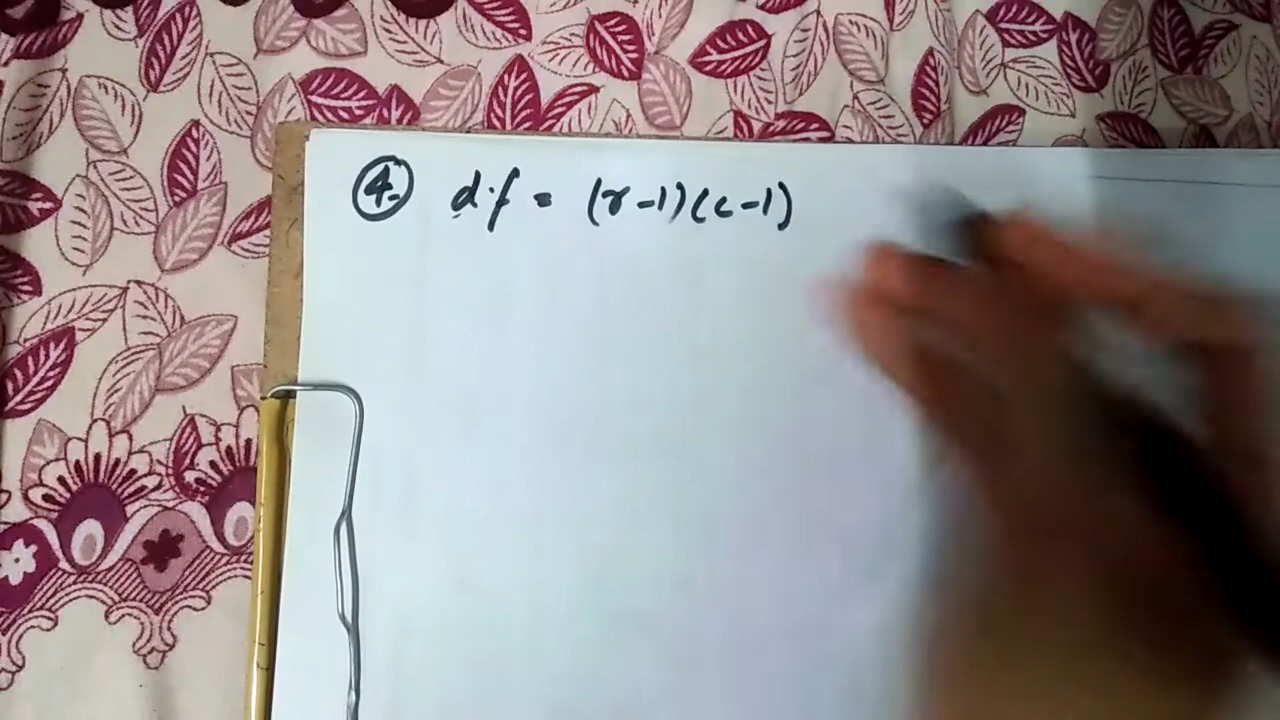 4. d.f = (r-1)(c-1)